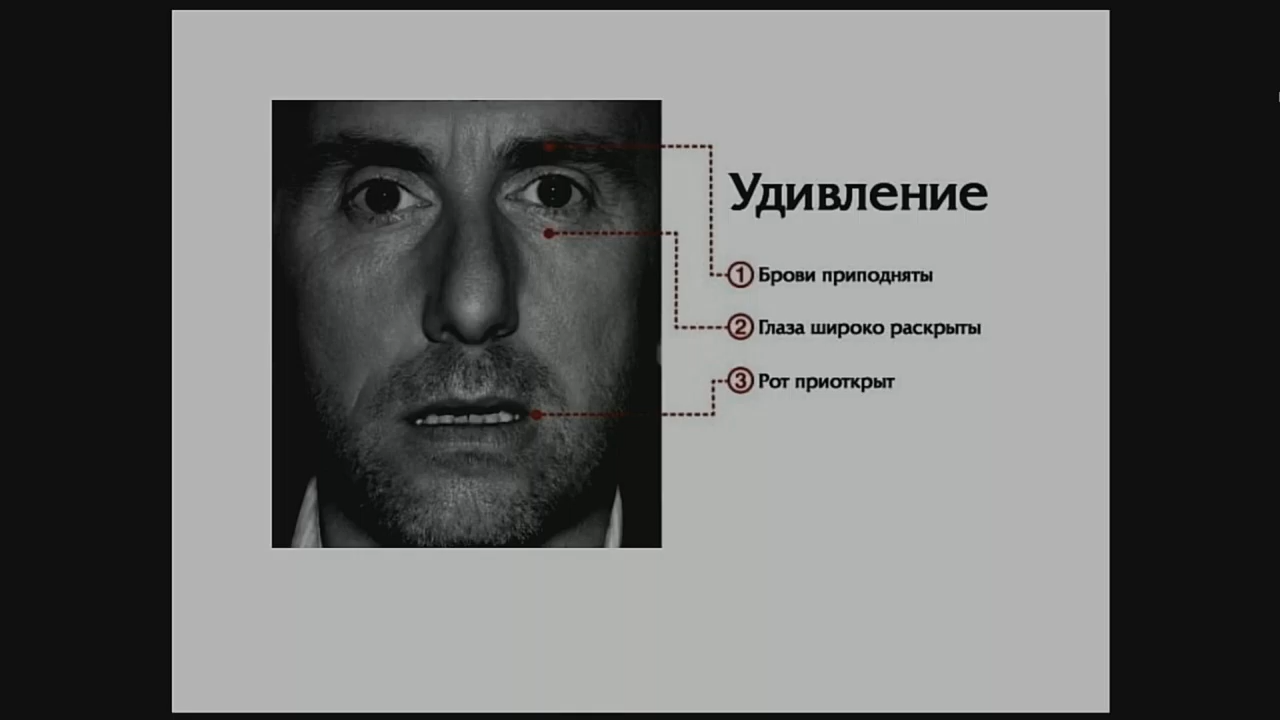 Удивление
1 Брови приподняты
2 Глаза широко раскрыты
3 Рот приоткрыт